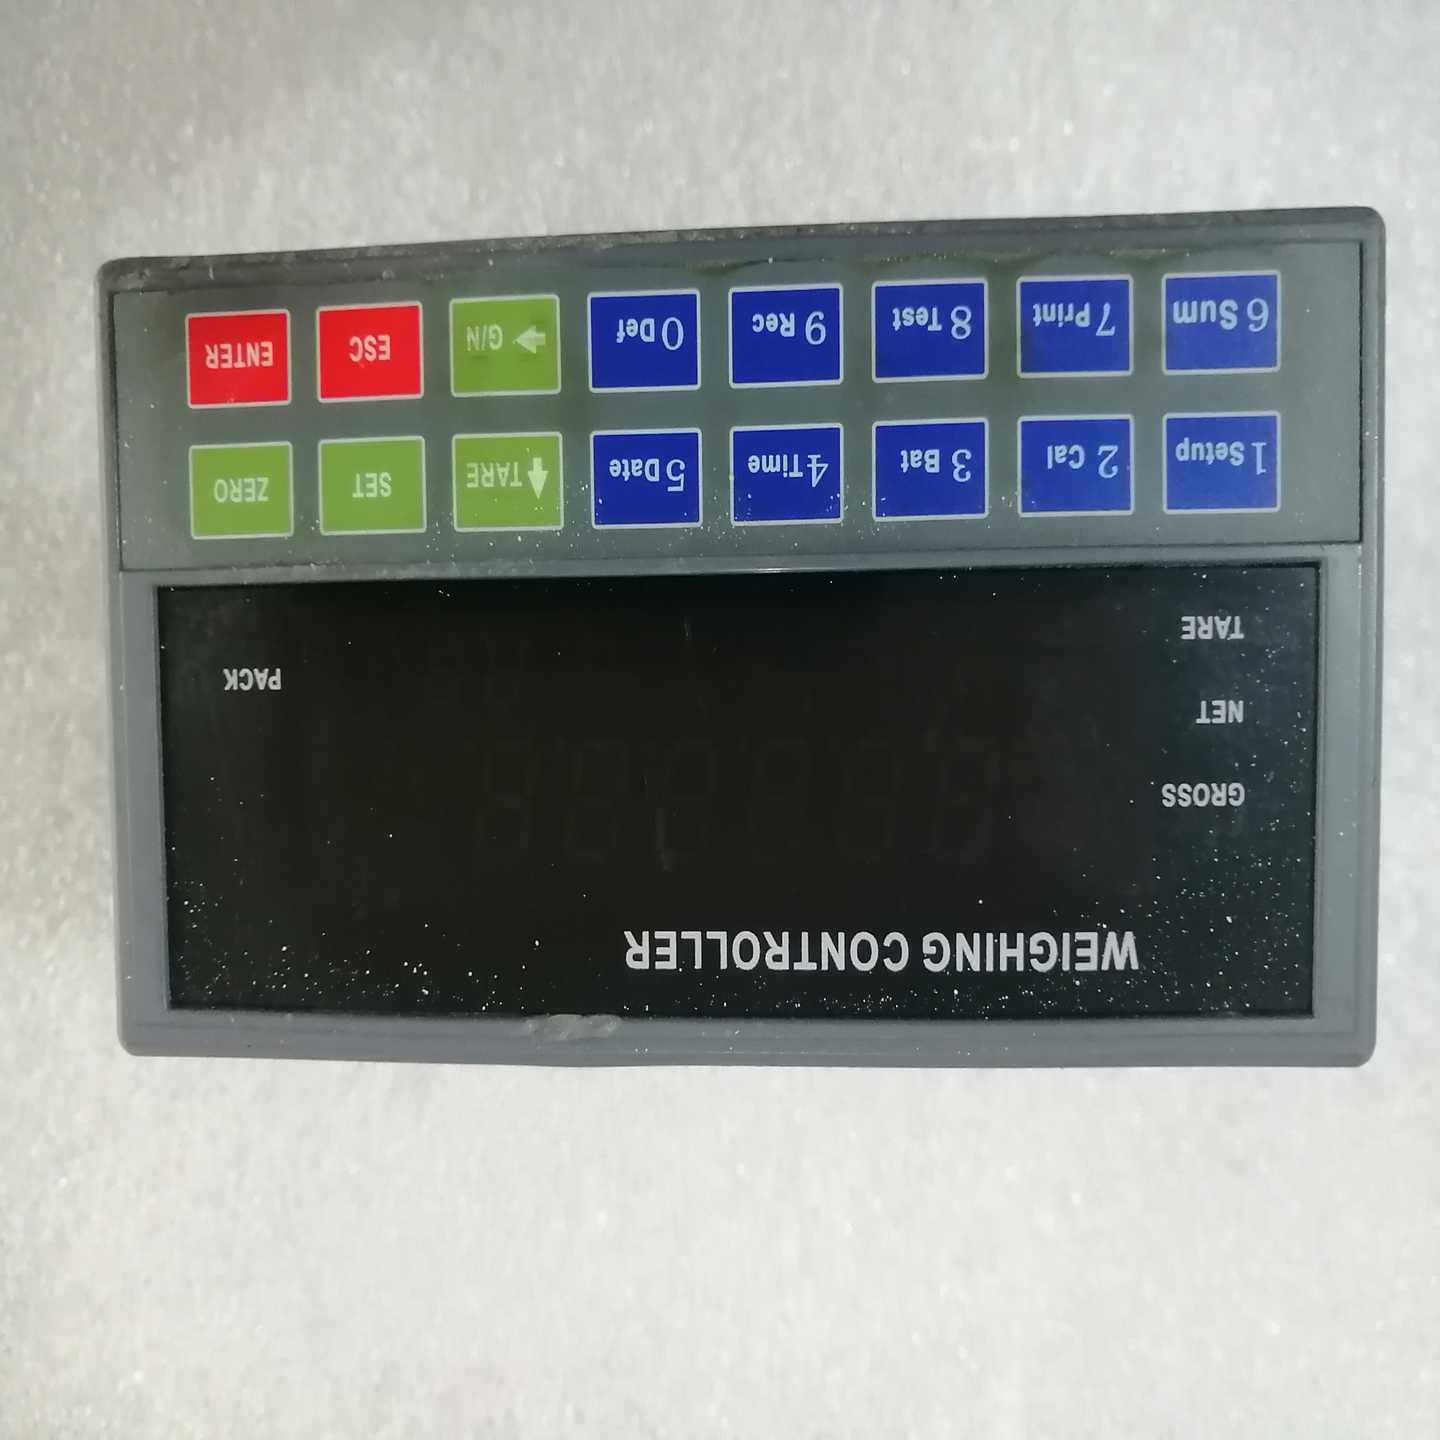 WEIGHING CONTROLLER
GROSS
NET
TARE
PACK
1 Setup 2 Cal 3 Bat 4 Time 5 Date TARE SET ZERO
6 Sum 7 Print 8 Test 9 Rec 0 Def G/N ESC ENTER